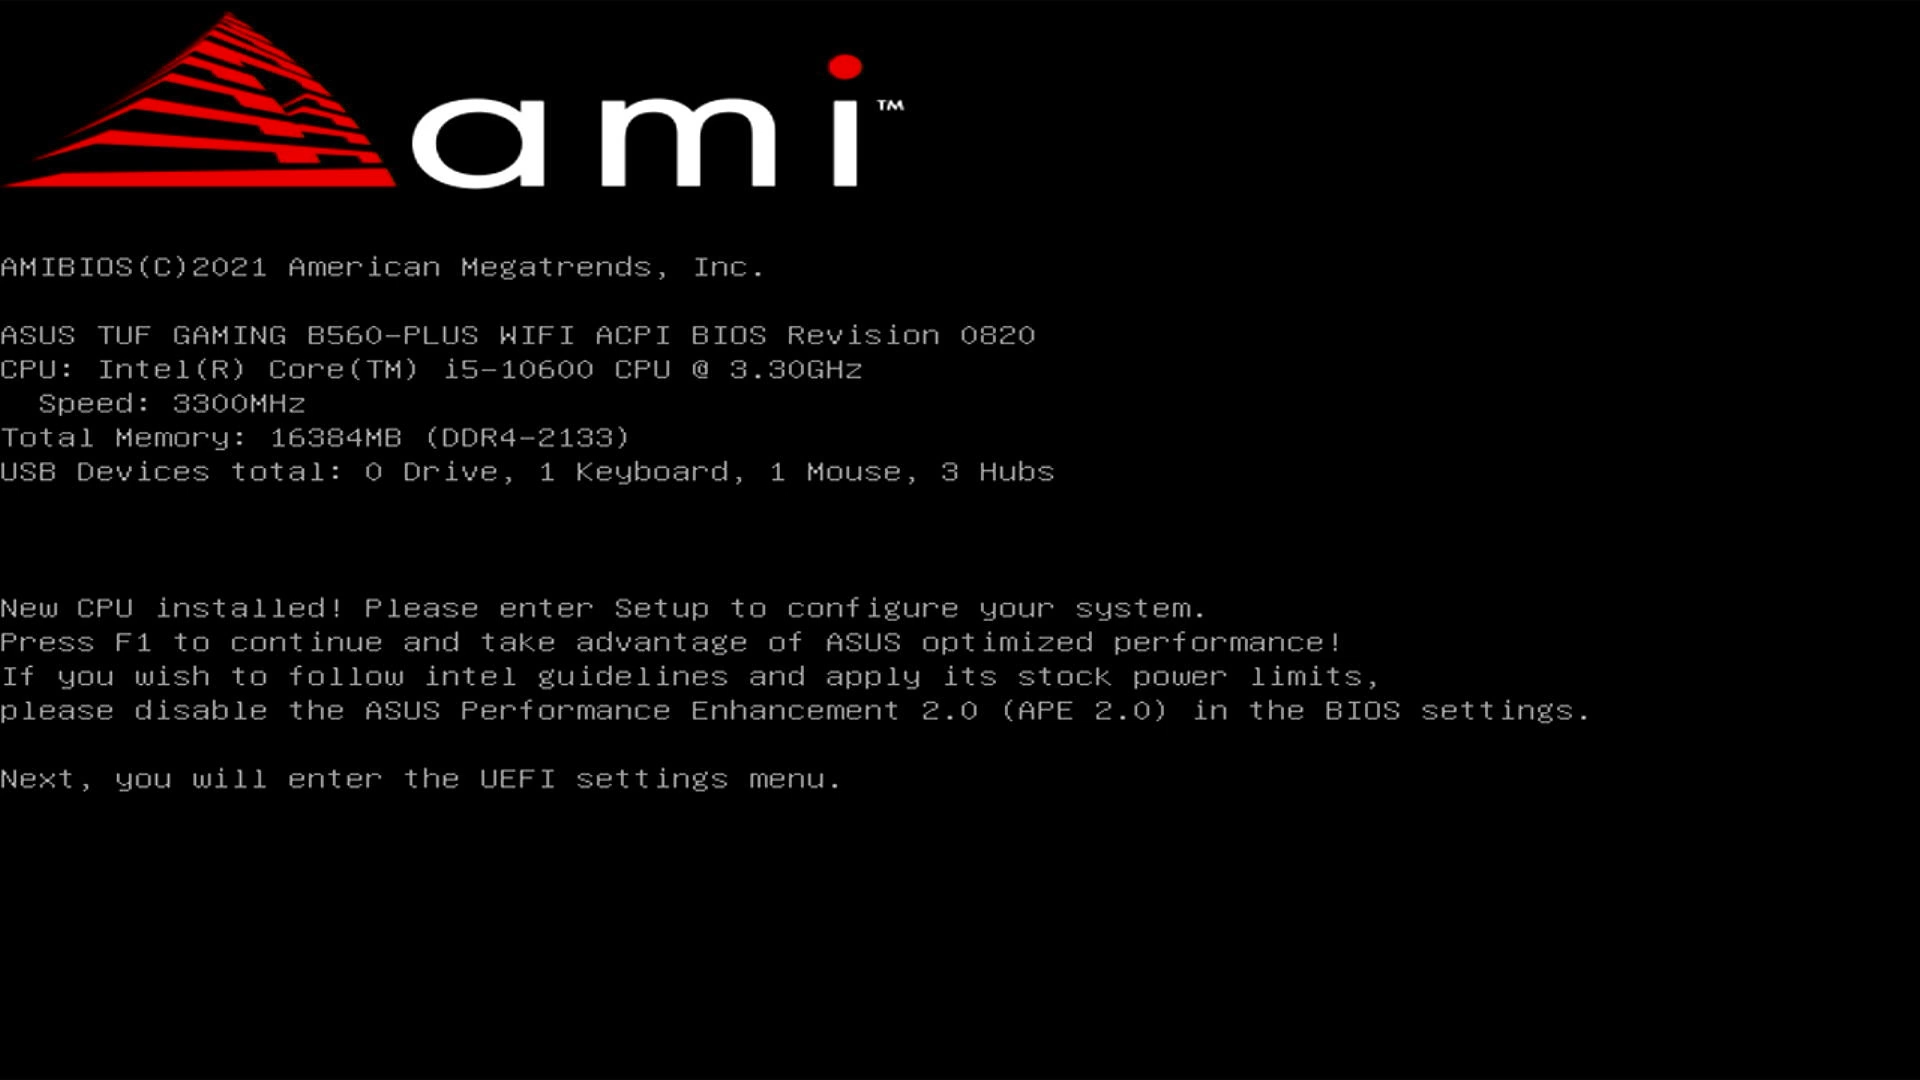 ami™
AMIBIOS(C)2021 American Megatrends, Inc.
ASUS TUF GAMING B560-PLUS WIFI ACPI BIOS Revision 0820
CPU: Intel(R) Core(TM) i5-10600 CPU @ 3.30GHz
Speed: 3300MHz
Total Memory: 16384MB (DDR4-2133)
USB Devices total: 0 Drive, 1 Keyboard, 1 Mouse, 3 Hubs
New CPU installed! Please enter Setup to configure your system.
Press F1 to continue and take advantage of ASUS optimized performance!
If you wish to follow intel guidelines and apply its stock power limits,
please disable the ASUS Performance Enhancement 2.0 (APE 2.0) in the BIOS settings.
Next, you will enter the UEFI settings menu.